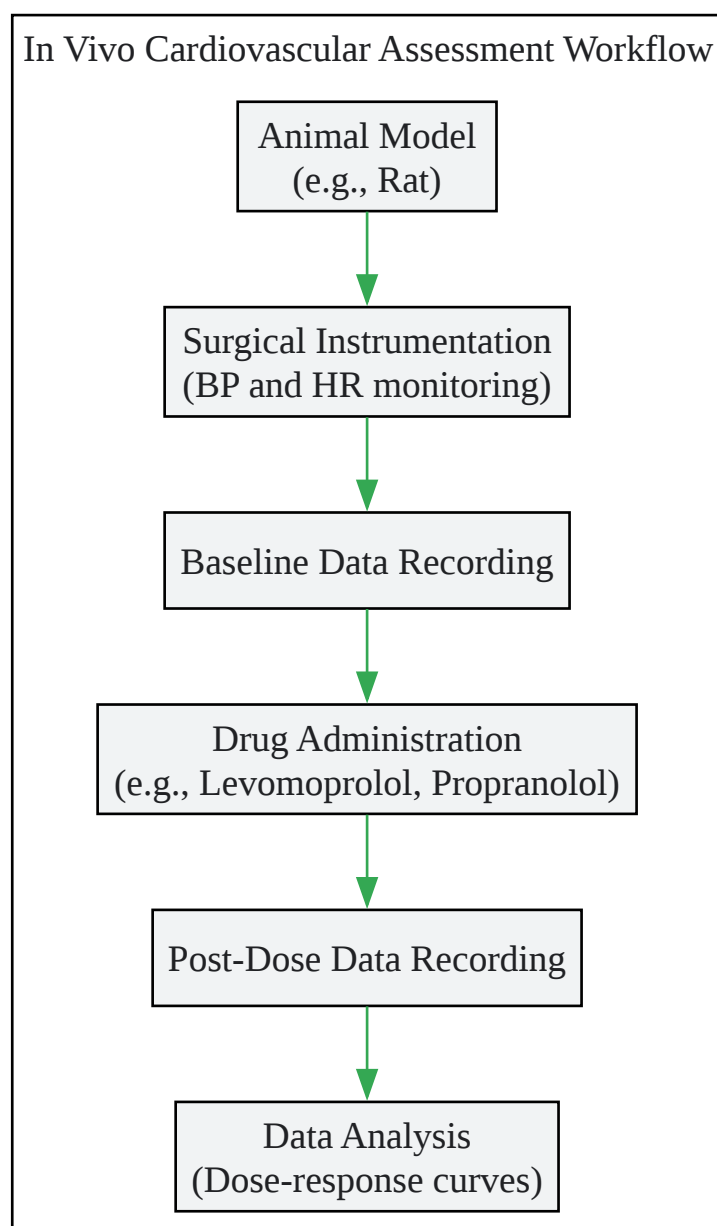 In Vivo Cardiovascular Assessment Workflow
Animal Model
(e.g., Rat)
Surgical Instrumentation
(BP and HR monitoring)
Baseline Data Recording
Drug Administration
(e.g., Levomoprolol, Propranolol)
Post-Dose Data Recording
Data Analysis
(Dose-response curves)